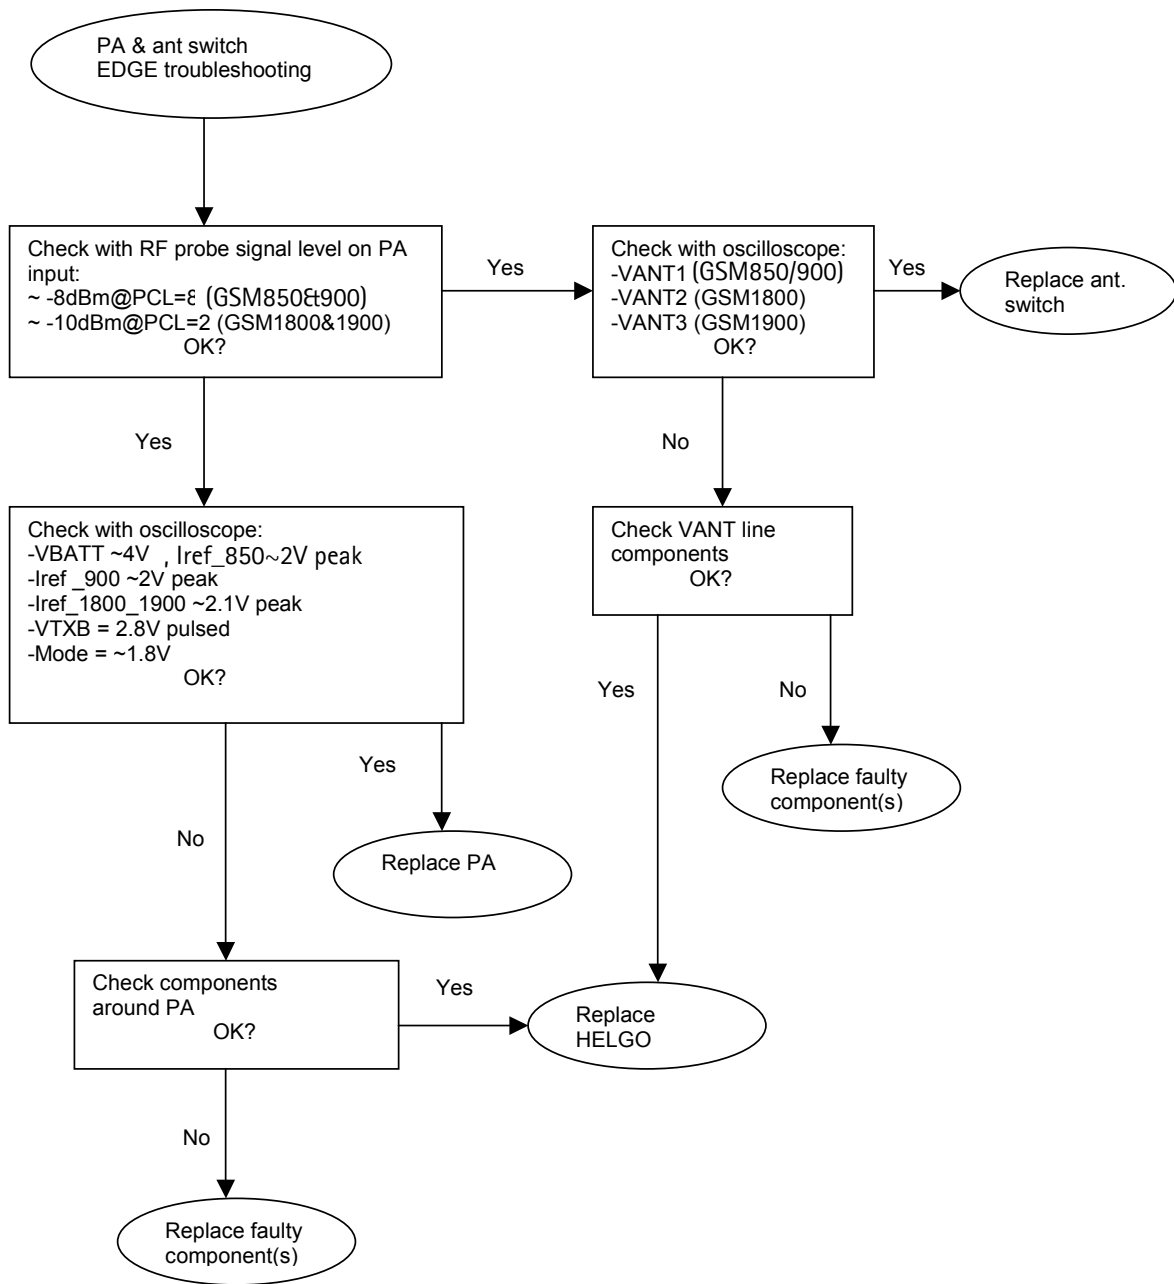 PA & ant switch
EDGE troubleshooting
Check with RF probe signal level on PA
input:
~ -8dBm@PCL=8 (GSM850&900)
~ -10dBm@PCL=2 (GSM1800&1900)
OK?
Yes
Check with oscilloscope:
-VANT1 (GSM850/900)
-VANT2 (GSM1800)
-VANT3 (GSM1900)
OK?
Yes
Replace ant.
switch
Yes
No
Check with oscilloscope:
-VBATT ~4V , Iref_850~2V peak
-Iref _900 ~2V peak
-Iref_1800_1900 ~2.1V peak
-VTXB = 2.8V pulsed
-Mode = ~1.8V
OK?
Check VANT line
components
OK?
Yes
No
Yes
No
Replace faulty
component(s)
Replace PA
Check components
around PA
OK?
Yes
Replace
HELGO
No
Replace faulty
component(s)